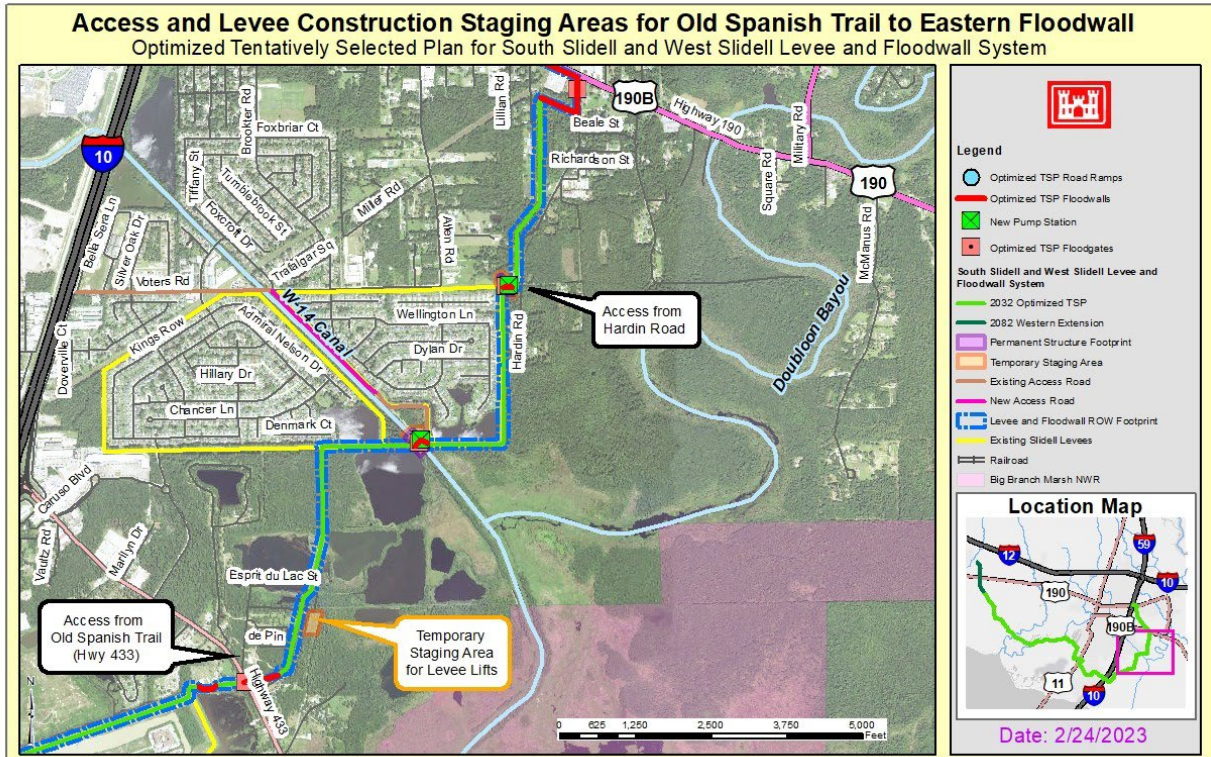 Access and Levee Construction Staging Areas for Old Spanish Trail to Eastern Floodwall
Optimized Tentatively Selected Plan for South Slidell and West Slidell Levee and Floodwall System
10
Bella Sera Ln
Silver Oak Dr
Tiffany St
Brookter Rd
Foxbriar Ct
Tumblebrook St
Foxcroft Dr
Trafalgar Sq
Miller Rd
Allen Rd
Lillian Rd
190B
Highway 190
Beale St
Richardson St
Square Rd
Military Rd
190
McManus Rd
Voters Rd
W-14 Canal
Wellington Ln
Hardin Rd
Access from
Hardin Road
Doubloon Bayou
Doverville Ct
Kings Row
Admiral Nelson Dr
Dylan Dr
Hillary Dr
Chancer Ln
Denmark Ct
Caruso Blvd
Vaultz Rd
Marilyn Dr
Esprit du Lac St
de Pin
Access from
Old Spanish Trail
(Hwy 433)
Temporary
Staging Area
for Levee Lifts
Highway 433
N
0 625 1,250 2,500 3,750 5,000
Feet
Legend
Optimized TSP Road Ramps
Optimized TSP Floodwalls
New Pump Station
Optimized TSP Floodgates
South Slidell and West Slidell Levee and
Floodwall System
2032 Optimized TSP
2082 Western Extension
Permanent Structure Footprint
Temporary Staging Area
Existing Access Road
New Access Road
Levee and Floodwall ROW Footprint
Existing Slidell Levees
Railroad
Big Branch Marsh NWR
Location Map
12
59
190
10
190B
11
10
Date: 2/24/2023